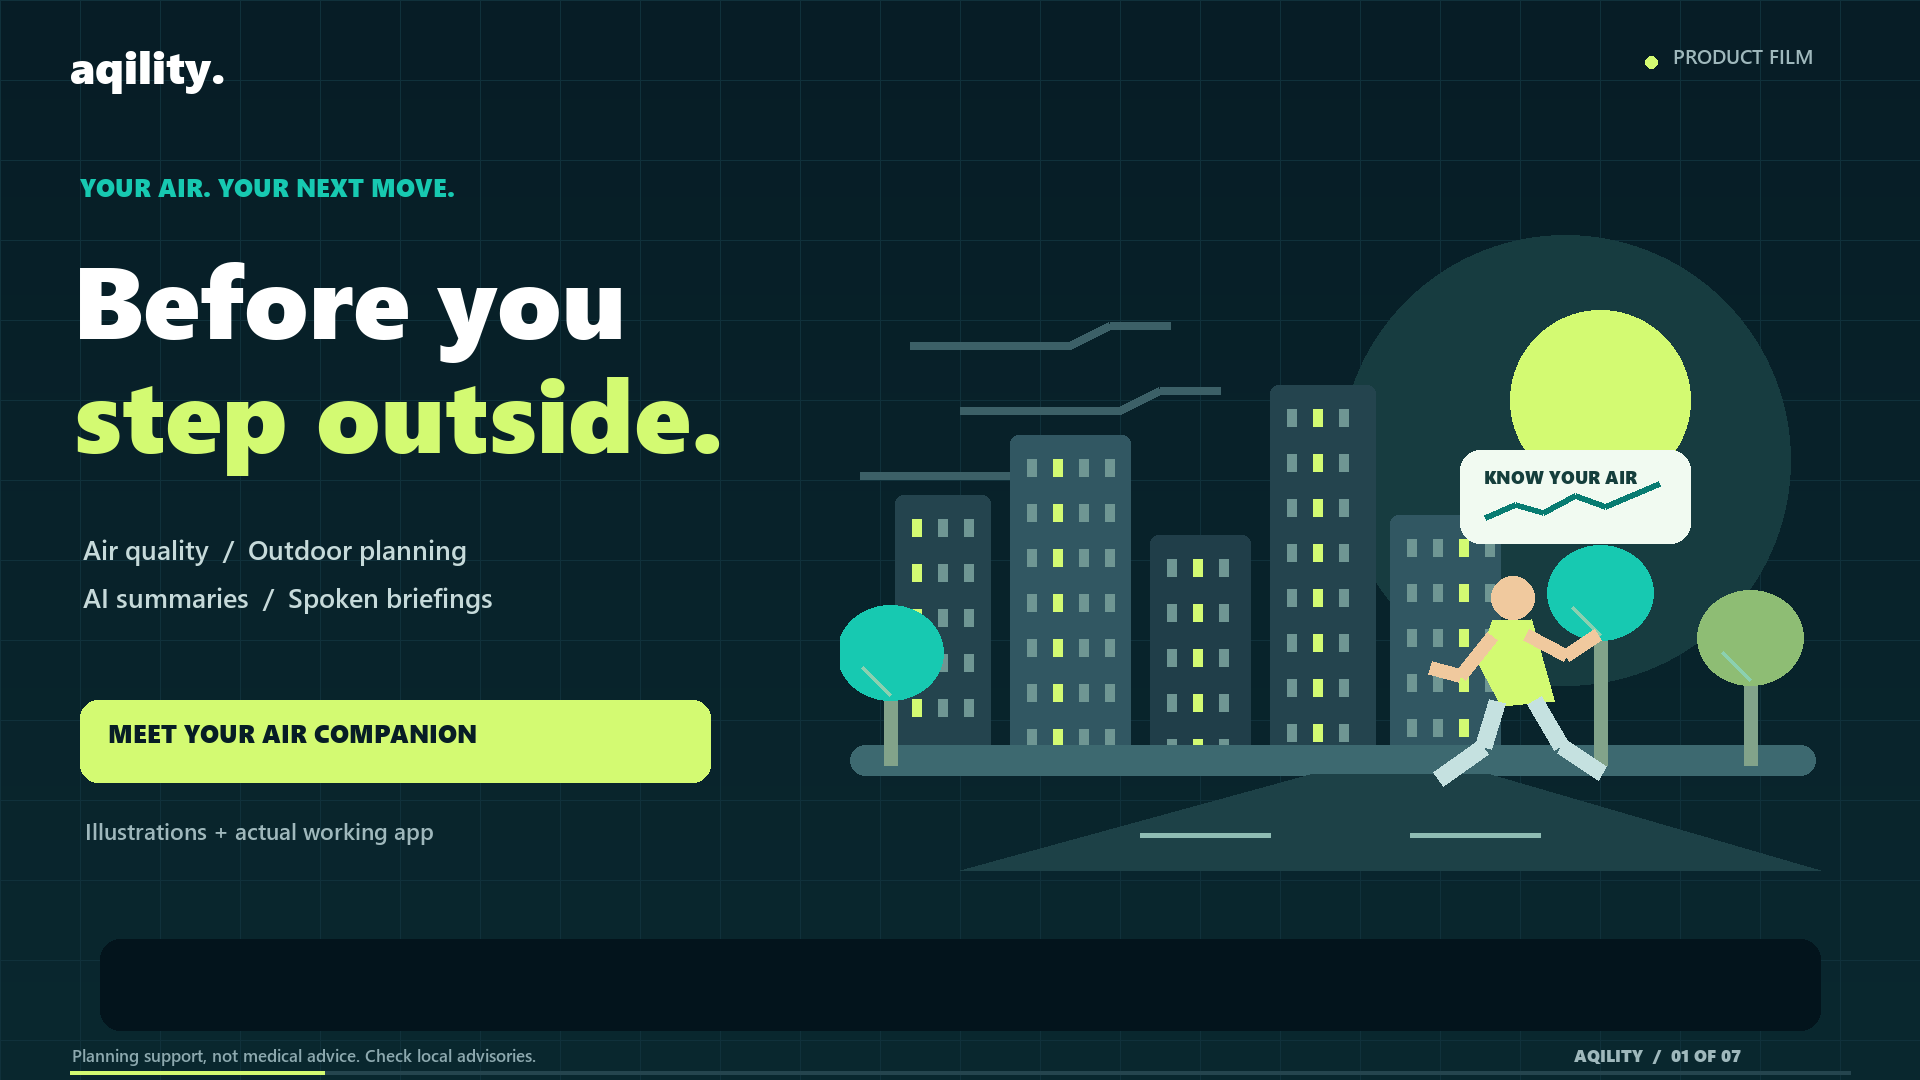 aqility.
PRODUCT FILM
YOUR AIR. YOUR NEXT MOVE.
Before you
step outside.
Air quality / Outdoor planning
AI summaries / Spoken briefings
KNOW YOUR AIR
MEET YOUR AIR COMPANION
Illustrations + actual working app
Planning support, not medical advice. Check local advisories.
AQILITY / 01 OF 07